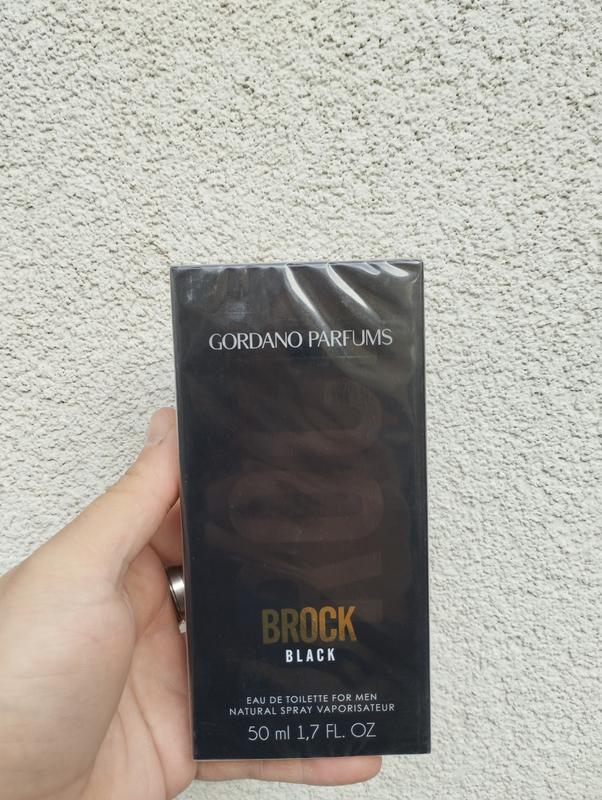 GORDANO PARFUMS
BROCK
BLACK
EAU DE TOILETTE FOR MEN
NATURAL SPRAY VAPORISATEUR
50 ml 1,7 FL. OZ